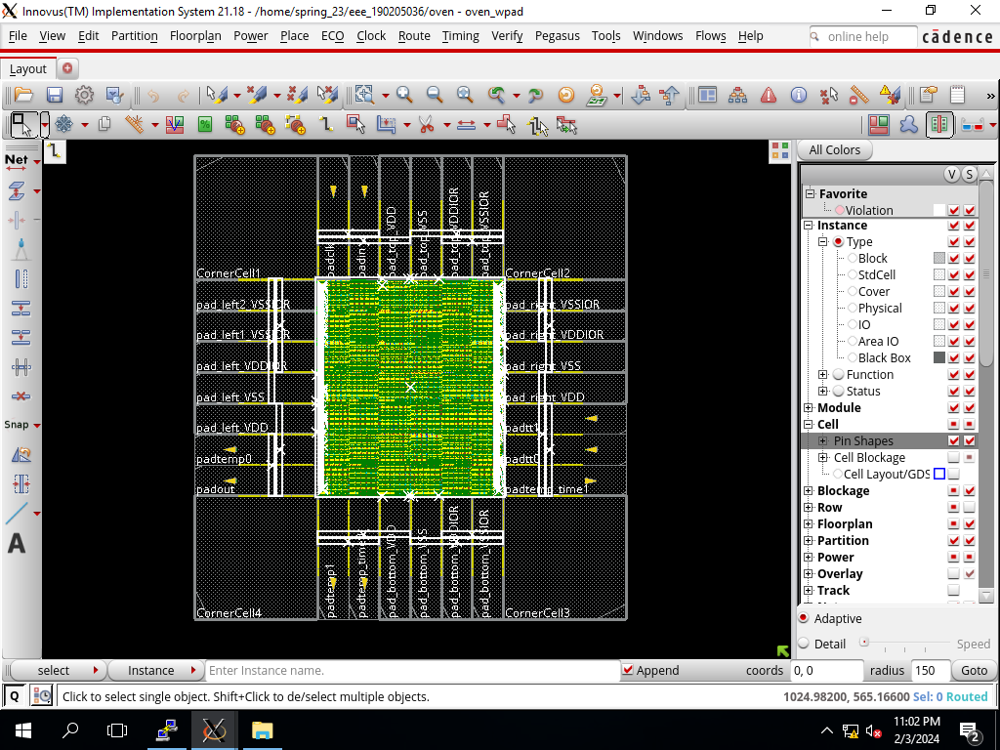 Innovus(TM) Implementation System 21.18 - /home/spring_23/eee_190205036/oven - oven_wpad
File View Edit Partition Floorplan Power Place ECO Clock Route Timing Verify Pegasus Tools Windows Flows Help
online help
cādence
Layout
Net
Snap
A
CornerCell1
CornerCell2
CornerCell3
CornerCell4
pad_top_VDD
pad_top_VSS
pad_top_VDDIOR
pad_top_VSSIOR
pad_left2_VSSIOR
pad_left1_VSSIOR
pad_left_VDDIOR
pad_left_VSS
pad_left_VDD
padtemp0
padout
pad_right_VSSIOR
pad_right_VDDIOR
pad_right_VSS
pad_right_VDD
padtt1
padtt0
padtemp_time1
padtemp1
pad_bottom_VDD
pad_bottom_VSS
pad_bottom_VDDIOR
pad_bottom_VSSIOR
All Colors
V S
Favorite
Violation
Instance
Type
Block
StdCell
Cover
Physical
IO
Area IO
Black Box
Function
Status
Module
Cell
Pin Shapes
Cell Blockage
Cell Layout/GDS
Blockage
Row
Floorplan
Partition
Power
Overlay
Track
Adaptive
Detail
Speed
select
Instance
Enter Instance name.
Append
coords 0, 0
radius 150
Goto
Q
Click to select single object. Shift+Click to de/select multiple objects.
1024.98200, 565.16600 Sel: 0 Routed
11:02 PM
2/3/2024
2